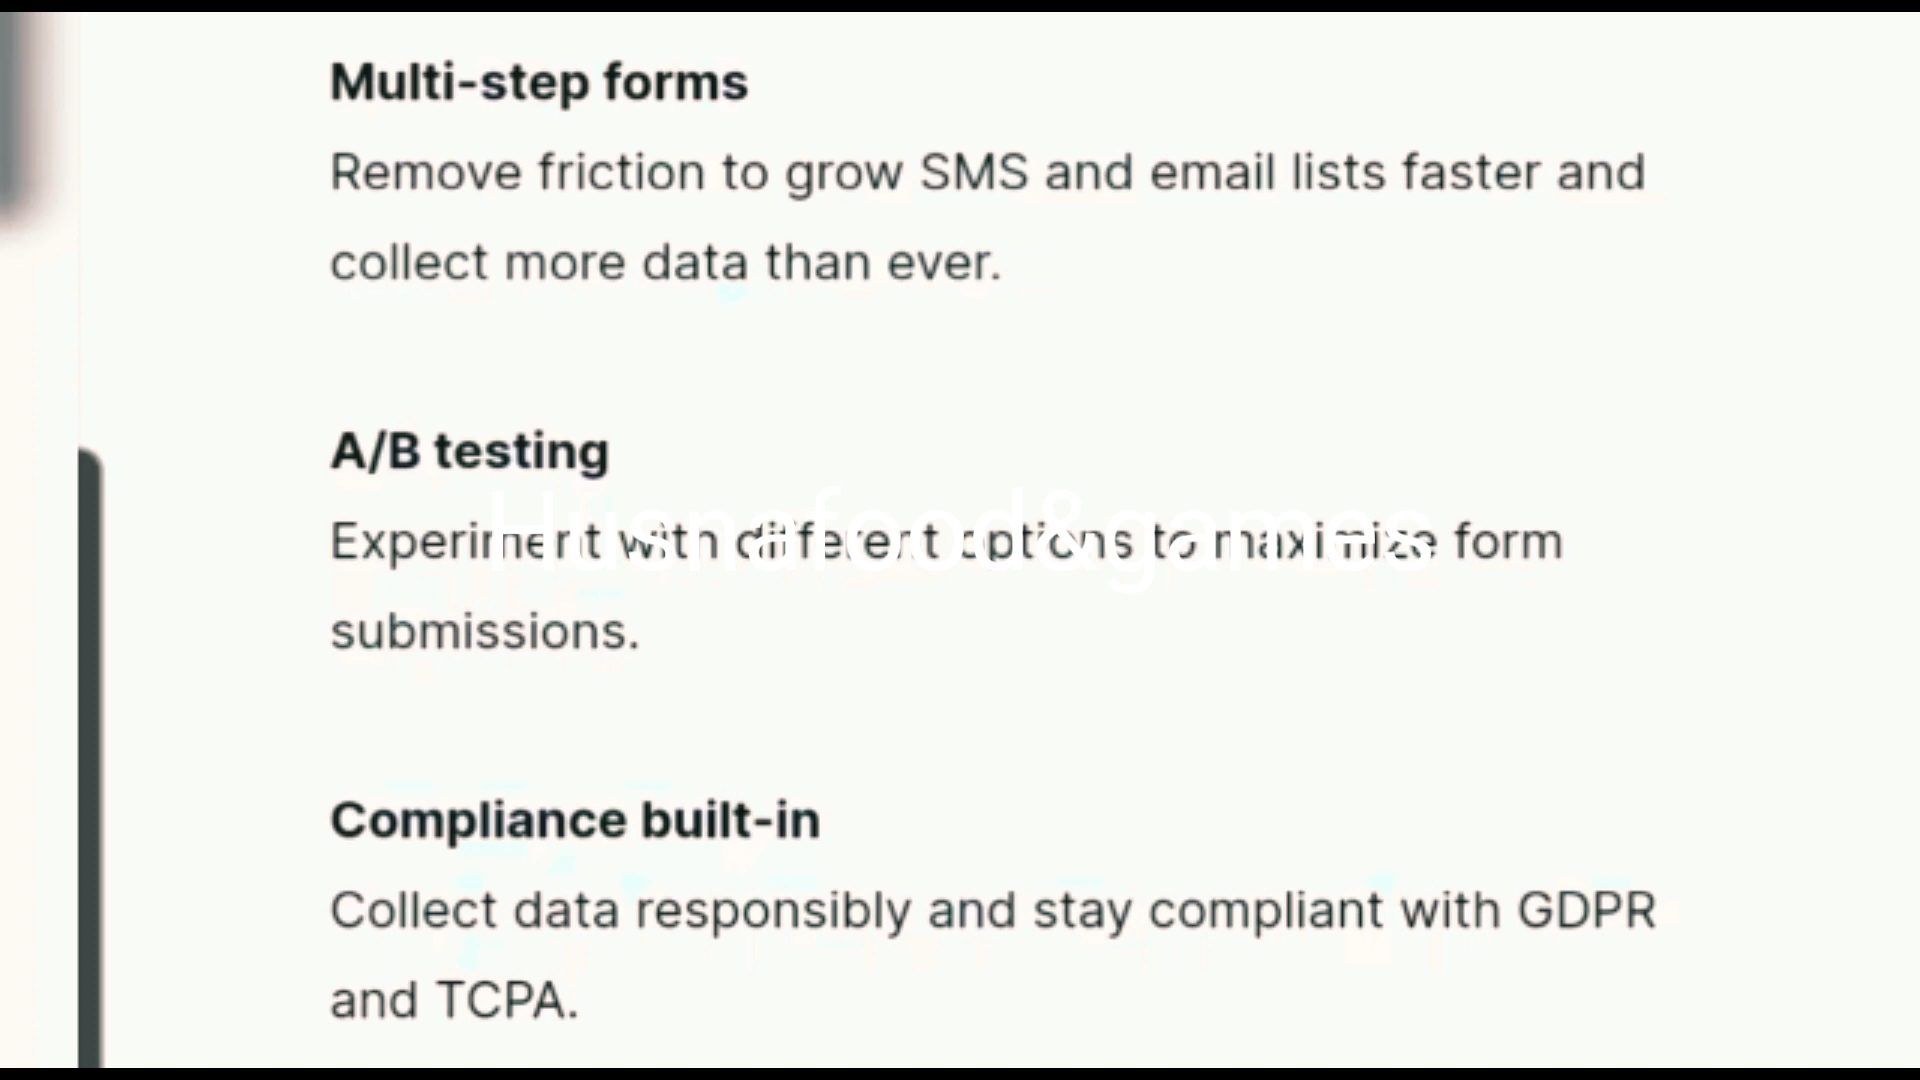 Multi-step forms
Remove friction to grow SMS and email lists faster and
collect more data than ever.
A/B testing
Experiment with different options to maximize form
submissions.
Husnafood&games
Compliance built-in
Collect data responsibly and stay compliant with GDPR
and TCPA.